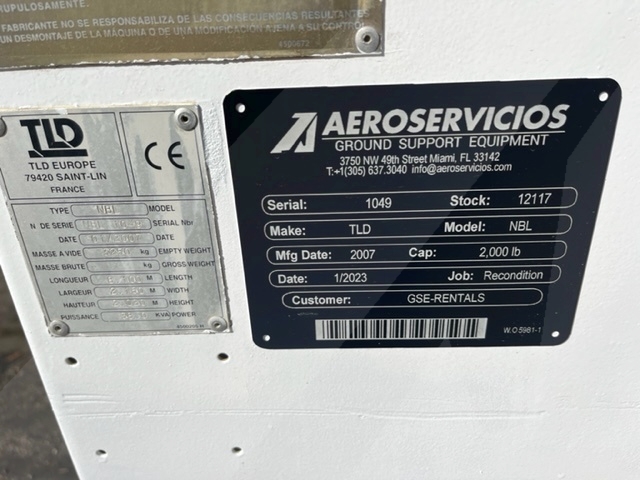 RUPULOSAMENTE.
FABRICANTE NO SE RESPONSABILIZA DE LAS CONSECUENCIAS RESULTANTES
UN DESMONTAJE DE LA MÁQUINA O DE UNA MODIFICACION AJENA A SU CONTROL
TLD
TLD EUROPE
79420 SAINT-LIN
FRANCE
CE
TYPE NBL MODEL
N DE SERIE SERIAL Nbr
DATE DATE
MASSE A VIDE kg EMPTY WEIGHT
MASSE BRUTE kg GROSS WEIGHT
LONGUEUR M LENGTH
LARGEUR M WIDTH
HAUTEUR M HEIGHT
PUISSANCE KVA POWER
AEROSERVICIOS
GROUND SUPPORT EQUIPMENT
3750 NW 49th Street Miami, FL 33142
T:+1(305) 637.3040 info@aeroservicios.com
Serial: 1049 Stock: 12117
Make: TLD Model: NBL
Mfg Date: 2007 Cap: 2,000 lb
Date: 1/2023 Job: Recondition
Customer: GSE-RENTALS
W.O 5981-1